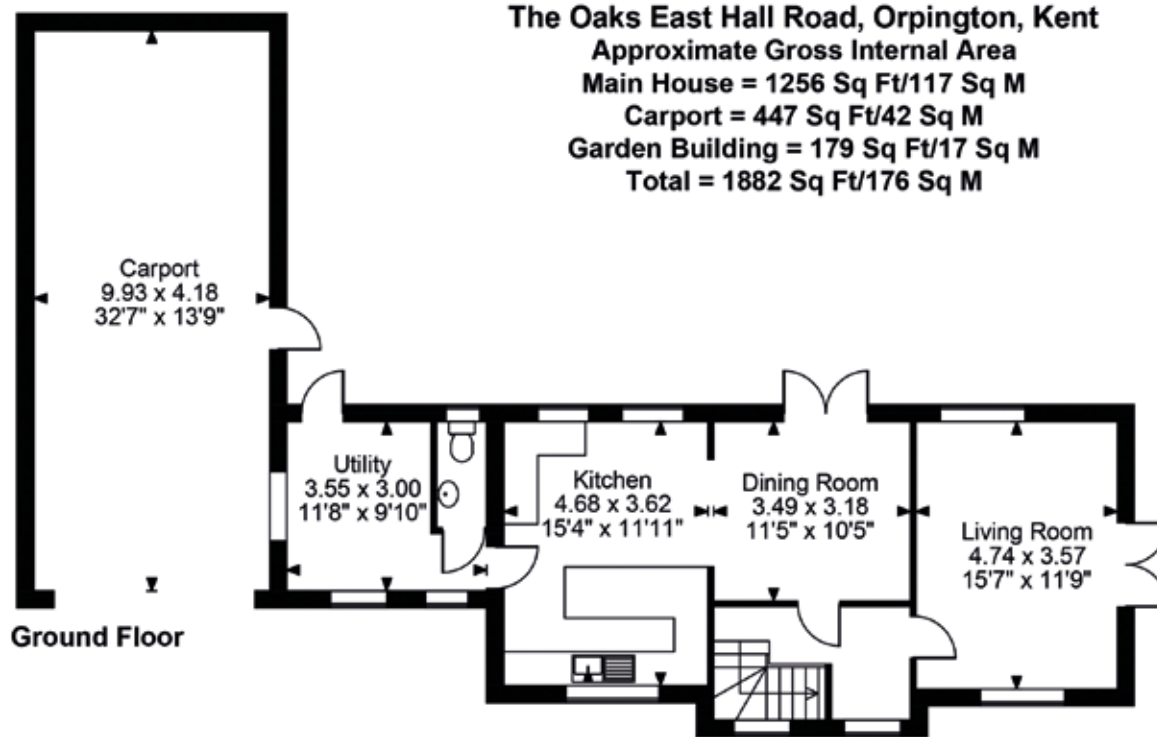 The Oaks East Hall Road, Orpington, Kent
Approximate Gross Internal Area
Main House = 1256 Sq Ft/117 Sq M
Carport = 447 Sq Ft/42 Sq M
Garden Building = 179 Sq Ft/17 Sq M
Total = 1882 Sq Ft/176 Sq M
Carport
9.93 x 4.18
32'7" x 13'9"
Utility
3.55 x 3.00
11'8" x 9'10"
Kitchen
4.68 x 3.62
15'4" x 11'11"
Dining Room
3.49 x 3.18
11'5" x 10'5"
Living Room
4.74 x 3.57
15'7" x 11'9"
Ground Floor